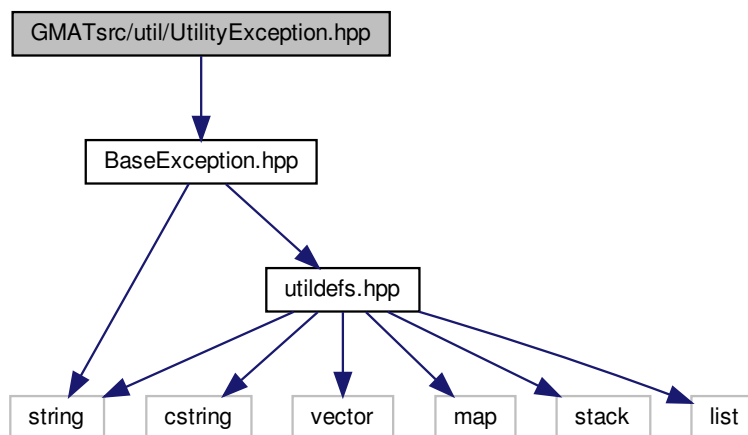 GMATsrc/util/UtilityException.hpp
BaseException.hpp
utildefs.hpp
string
cstring
vector
map
stack
list